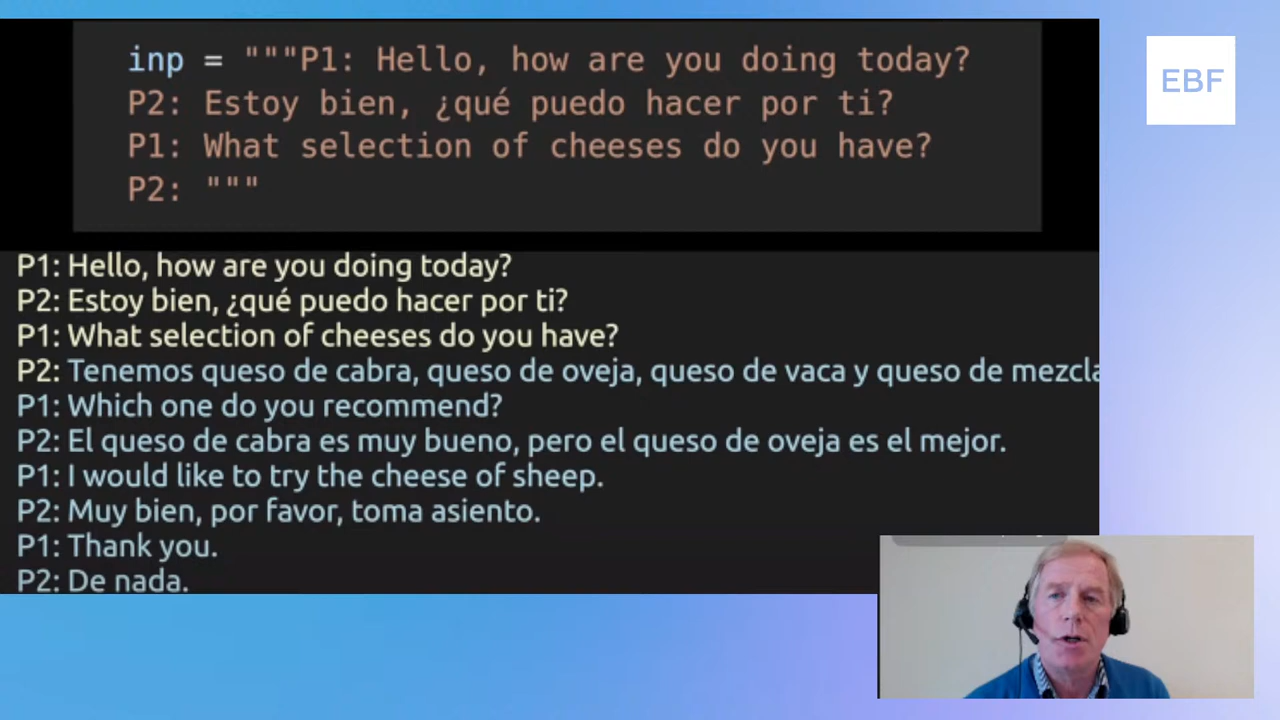 inp = """P1: Hello, how are you doing today?
P2: Estoy bien, ¿qué puedo hacer por ti?
P1: What selection of cheeses do you have?
P2: """
P1: Hello, how are you doing today?
P2: Estoy bien, ¿qué puedo hacer por ti?
P1: What selection of cheeses do you have?
P2: Tenemos queso de cabra, queso de oveja, queso de vaca y queso de mezcla
P1: Which one do you recommend?
P2: El queso de cabra es muy bueno, pero el queso de oveja es el mejor.
P1: I would like to try the cheese of sheep.
P2: Muy bien, por favor, toma asiento.
P1: Thank you.
P2: De nada.
EBF